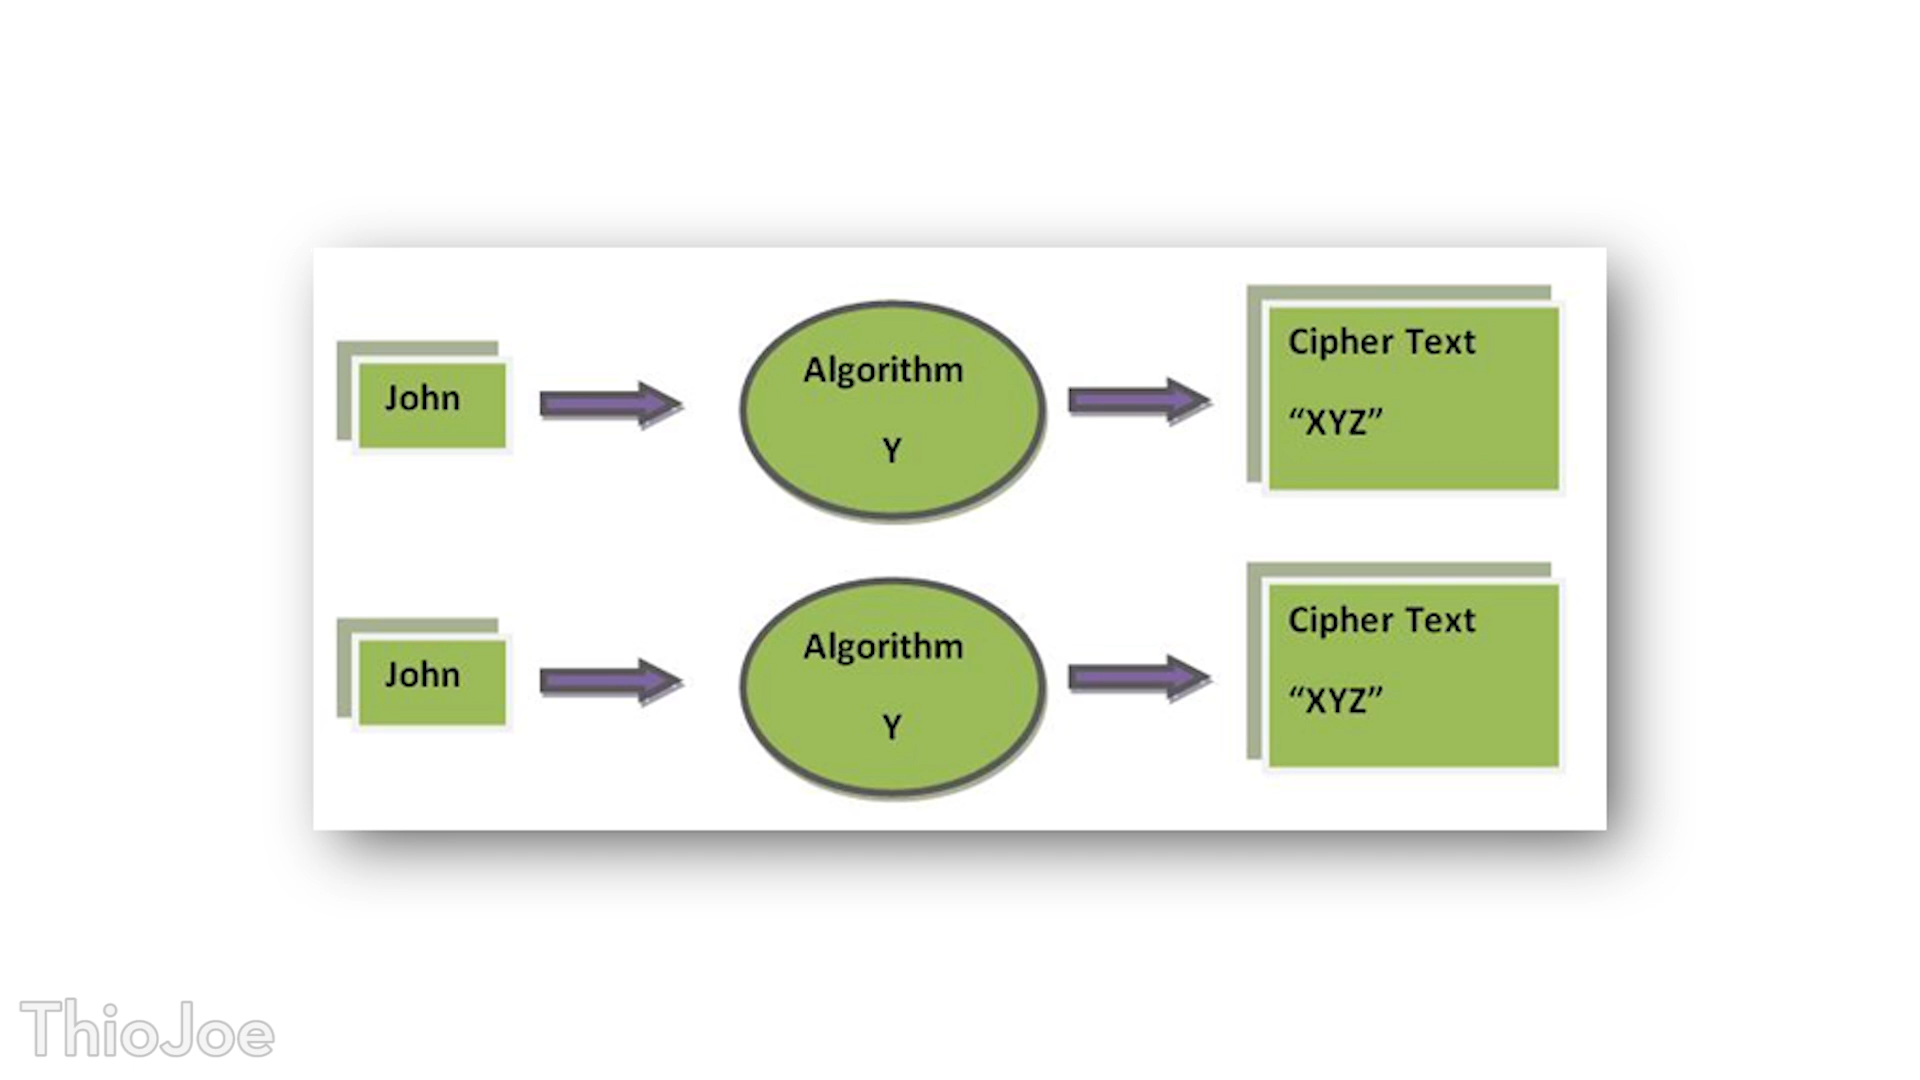 John
Algorithm
Y
Cipher Text
“XYZ”
John
Algorithm
Y
Cipher Text
“XYZ”
ThioJoe